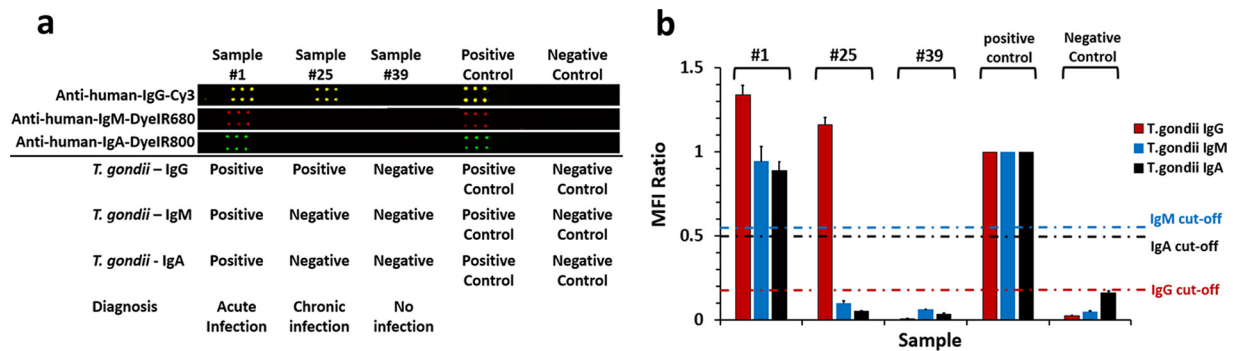 a
Sample #1
Sample #25
Sample #39
Positive Control
Negative Control
Anti-human-IgG-Cy3
Anti-human-IgM-DyeIR680
Anti-human-IgA-DyeIR800
T. gondii – IgG Positive Positive Negative Positive Control Negative Control
T. gondii – IgM Positive Negative Negative Positive Control Negative Control
T. gondii - IgA Positive Negative Negative Positive Control Negative Control
Diagnosis Acute Infection Chronic infection No infection
b
#1
#25
#39
positive control
Negative Control
1.5
1
0.5
0
MFI Ratio
Sample
T.gondii IgG
T.gondii IgM
T.gondii IgA
IgM cut-off
IgA cut-off
IgG cut-off